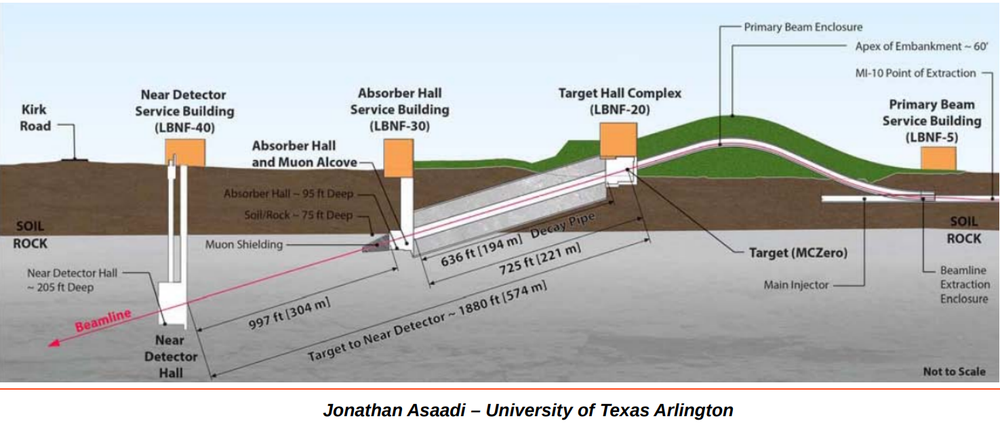 Primary Beam Enclosure
Apex of Embankment ~ 60'
MI-10 Point of Extraction
Near Detector
Service Building
(LBNF-40)
Absorber Hall
Service Building
(LBNF-30)
Target Hall Complex
(LBNF-20)
Primary Beam
Service Building
(LBNF-5)
Kirk
Road
Absorber Hall
and Muon Alcove
Absorber Hall ~ 95 ft Deep
Soil/Rock ~ 75 ft Deep
SOIL
ROCK
SOIL
ROCK
Muon Shielding
636 ft [194 m] Decay Pipe
725 ft [221 m]
Target (MCZero)
Near Detector Hall
~ 205 ft Deep
Main Injector
Beamline
Extraction
Enclosure
997 ft [304 m]
Target to Near Detector ~ 1880 ft [574 m]
Beamline
Near
Detector
Hall
Not to Scale
Jonathan Asaadi – University of Texas Arlington